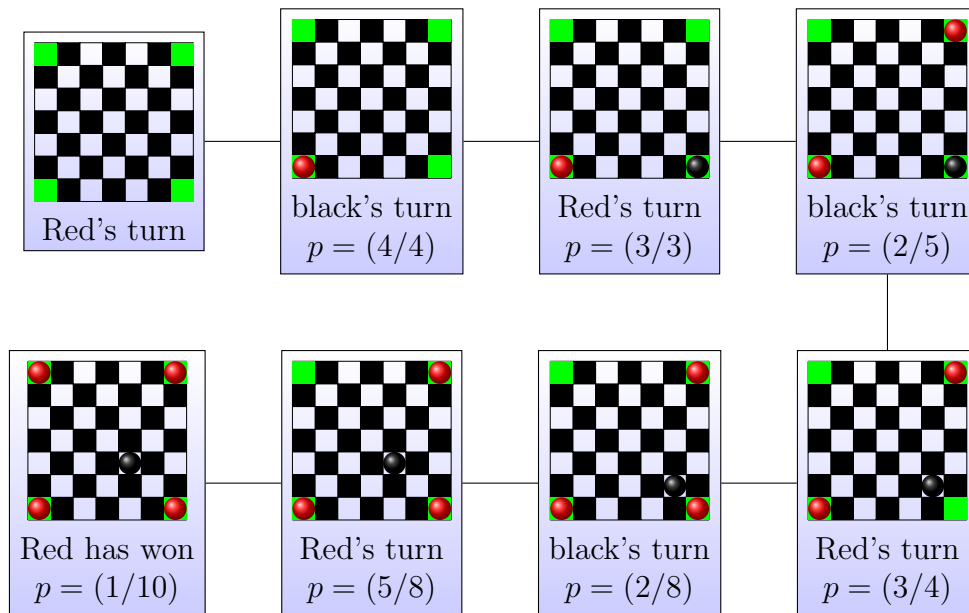 Red's turn
black's turn
p = (4/4)
Red's turn
p = (3/3)
black's turn
p = (2/5)
Red has won
p = (1/10)
Red's turn
p = (5/8)
black's turn
p = (2/8)
Red's turn
p = (3/4)